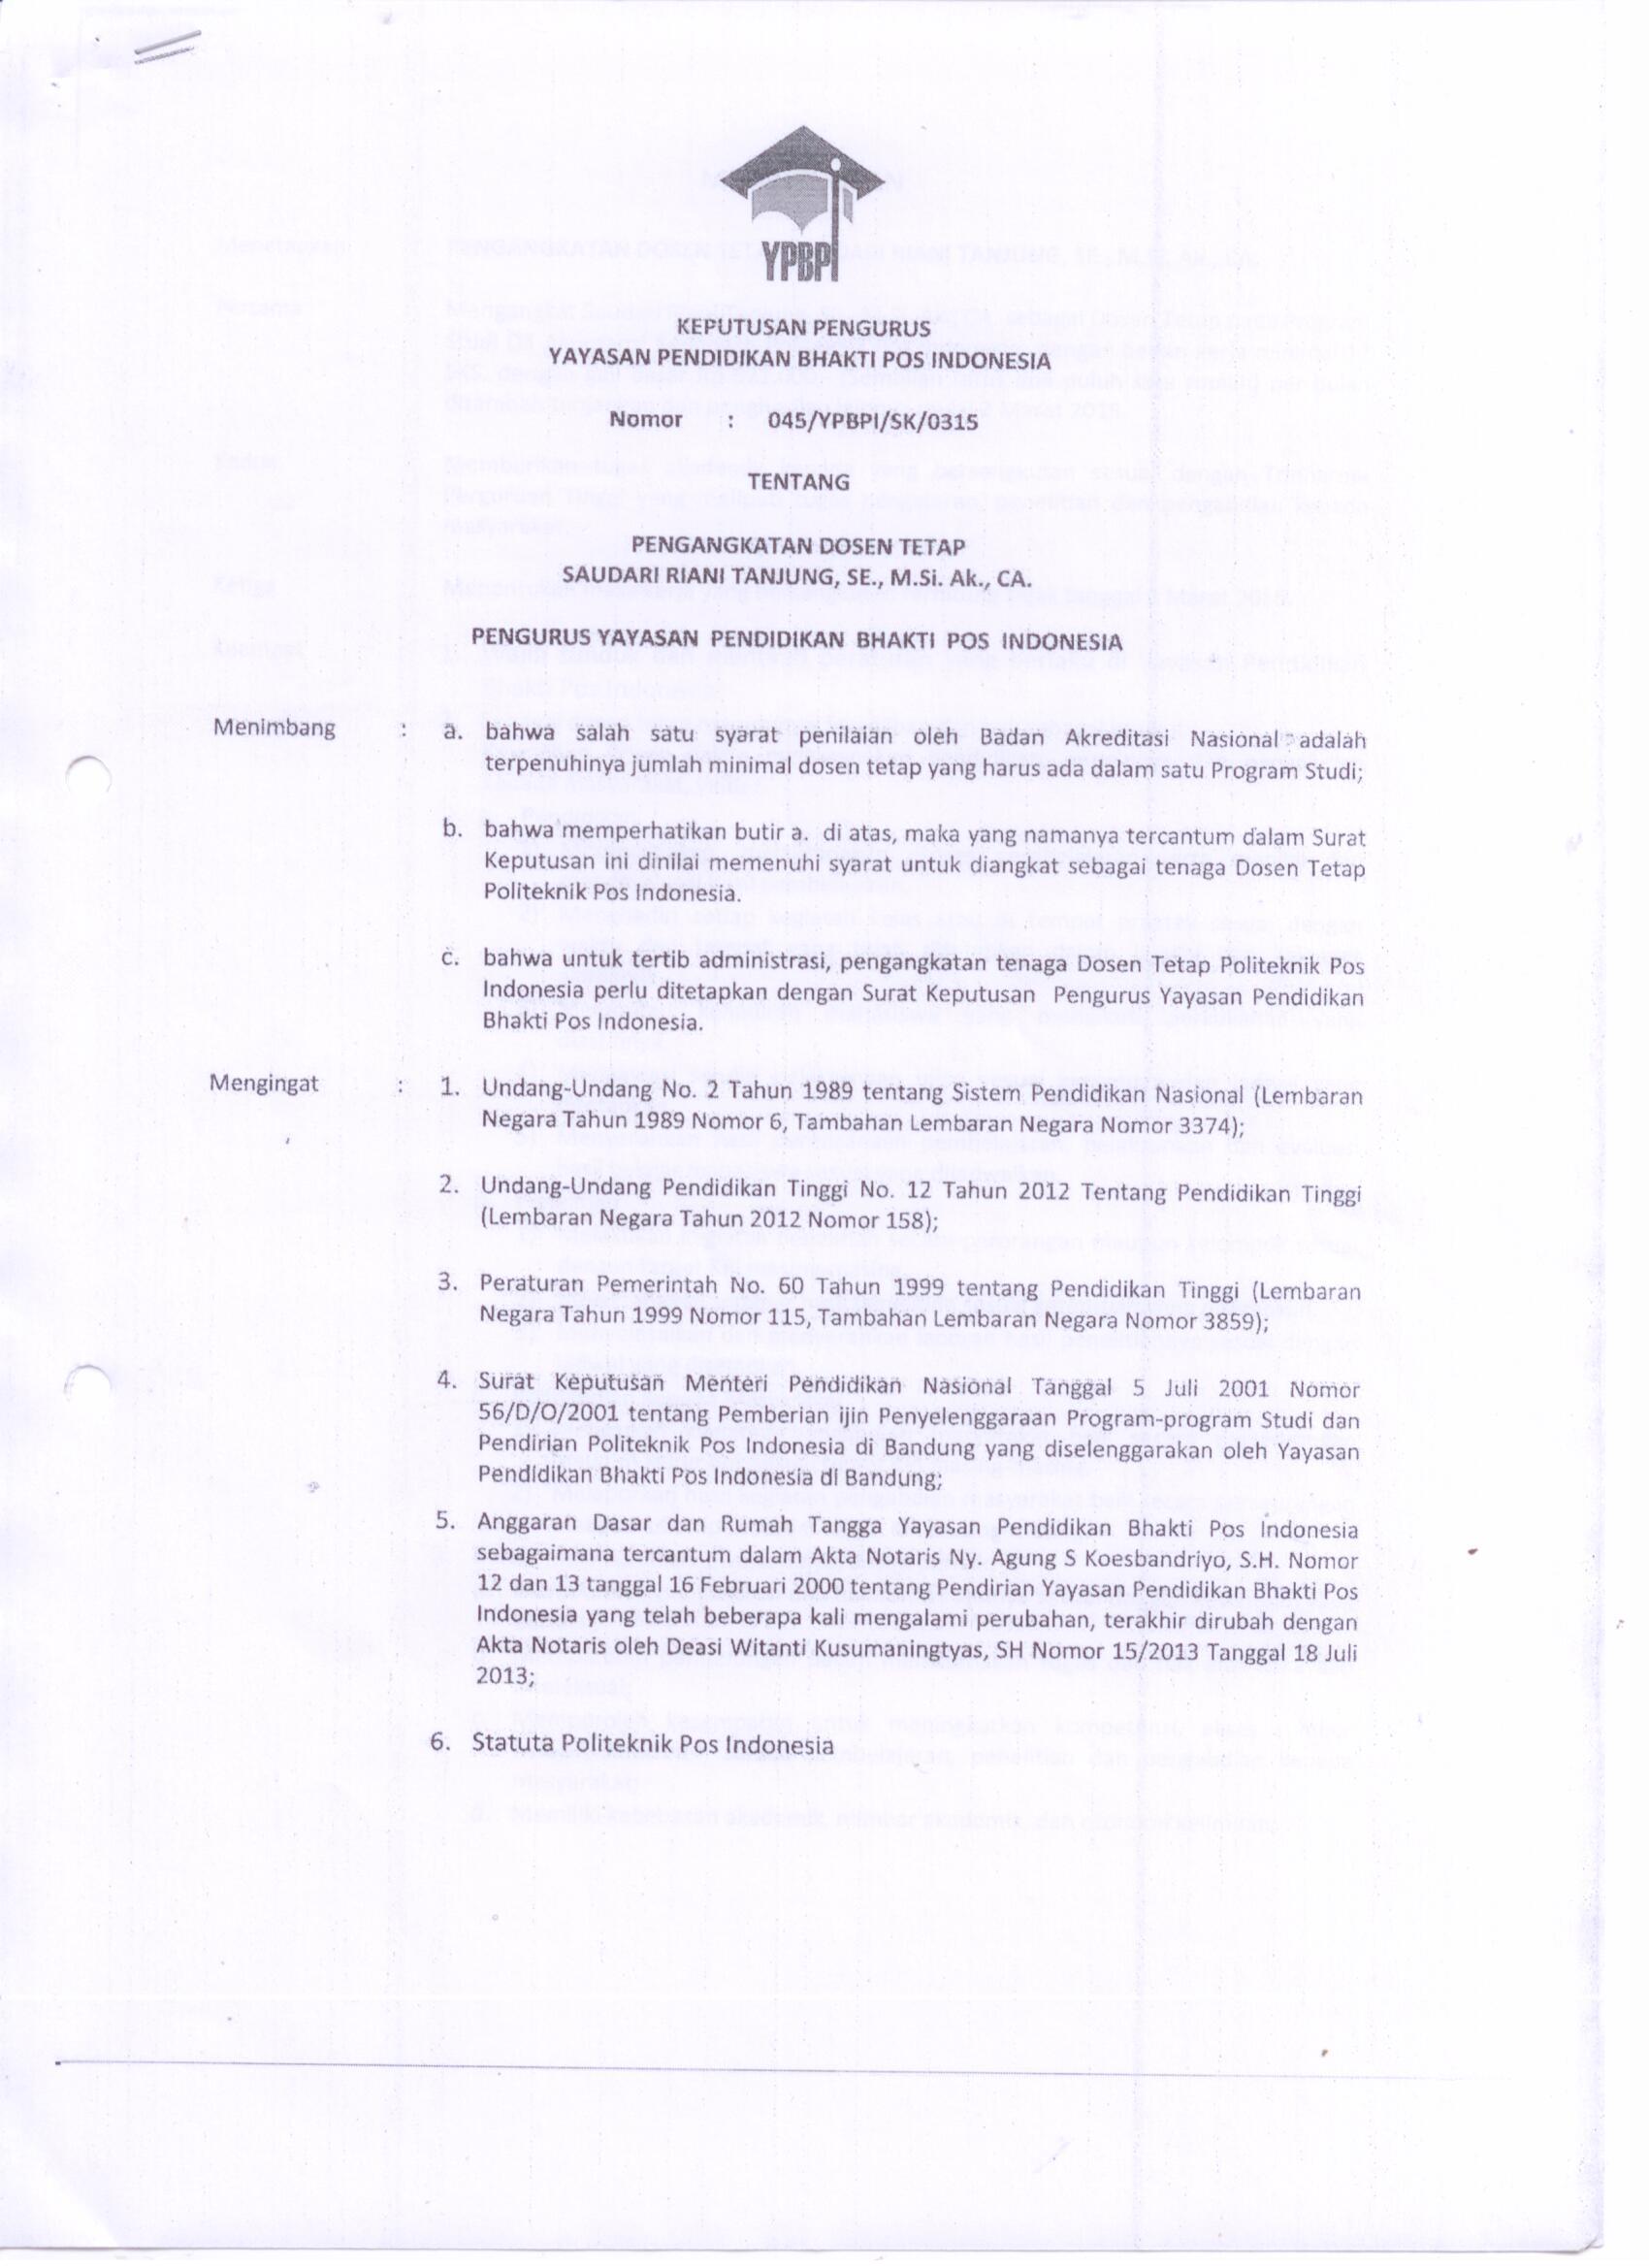 YPBPI
KEPUTUSAN PENGURUS
YAYASAN PENDIDIKAN BHAKTI POS INDONESIA
Nomor : 045/YPBPI/SK/0315
TENTANG
PENGANGKATAN DOSEN TETAP
SAUDARI RIANI TANJUNG, SE., M.Si. Ak., CA.
PENGURUS YAYASAN PENDIDIKAN BHAKTI POS INDONESIA
Menimbang : a. bahwa salah satu syarat penilaian oleh Badan Akreditasi Nasional adalah
terpenuhinya jumlah minimal dosen tetap yang harus ada dalam satu Program Studi;
b. bahwa memperhatikan butir a. di atas, maka yang namanya tercantum dalam Surat
Keputusan ini dinilai memenuhi syarat untuk diangkat sebagai tenaga Dosen Tetap
Politeknik Pos Indonesia.
c. bahwa untuk tertib administrasi, pengangkatan tenaga Dosen Tetap Politeknik Pos
Indonesia perlu ditetapkan dengan Surat Keputusan Pengurus Yayasan Pendidikan
Bhakti Pos Indonesia.
Mengingat : 1. Undang-Undang No. 2 Tahun 1989 tentang Sistem Pendidikan Nasional (Lembaran
Negara Tahun 1989 Nomor 6, Tambahan Lembaran Negara Nomor 3374);
2. Undang-Undang Pendidikan Tinggi No. 12 Tahun 2012 Tentang Pendidikan Tinggi
(Lembaran Negara Tahun 2012 Nomor 158);
3. Peraturan Pemerintah No. 60 Tahun 1999 tentang Pendidikan Tinggi (Lembaran
Negara Tahun 1999 Nomor 115, Tambahan Lembaran Negara Nomor 3859);
4. Surat Keputusan Menteri Pendidikan Nasional Tanggal 5 Juli 2001 Nomor
56/D/O/2001 tentang Pemberian ijin Penyelenggaraan Program-program Studi dan
Pendirian Politeknik Pos Indonesia di Bandung yang diselenggarakan oleh Yayasan
Pendidikan Bhakti Pos Indonesia di Bandung;
5. Anggaran Dasar dan Rumah Tangga Yayasan Pendidikan Bhakti Pos Indonesia
sebagaimana tercantum dalam Akta Notaris Ny. Agung S Koesbandriyo, S.H. Nomor
12 dan 13 tanggal 16 Februari 2000 tentang Pendirian Yayasan Pendidikan Bhakti Pos
Indonesia yang telah beberapa kali mengalami perubahan, terakhir dirubah dengan
Akta Notaris oleh Deasi Witanti Kusumaningtyas, SH Nomor 15/2013 Tanggal 18 Juli
2013;
6. Statuta Politeknik Pos Indonesia